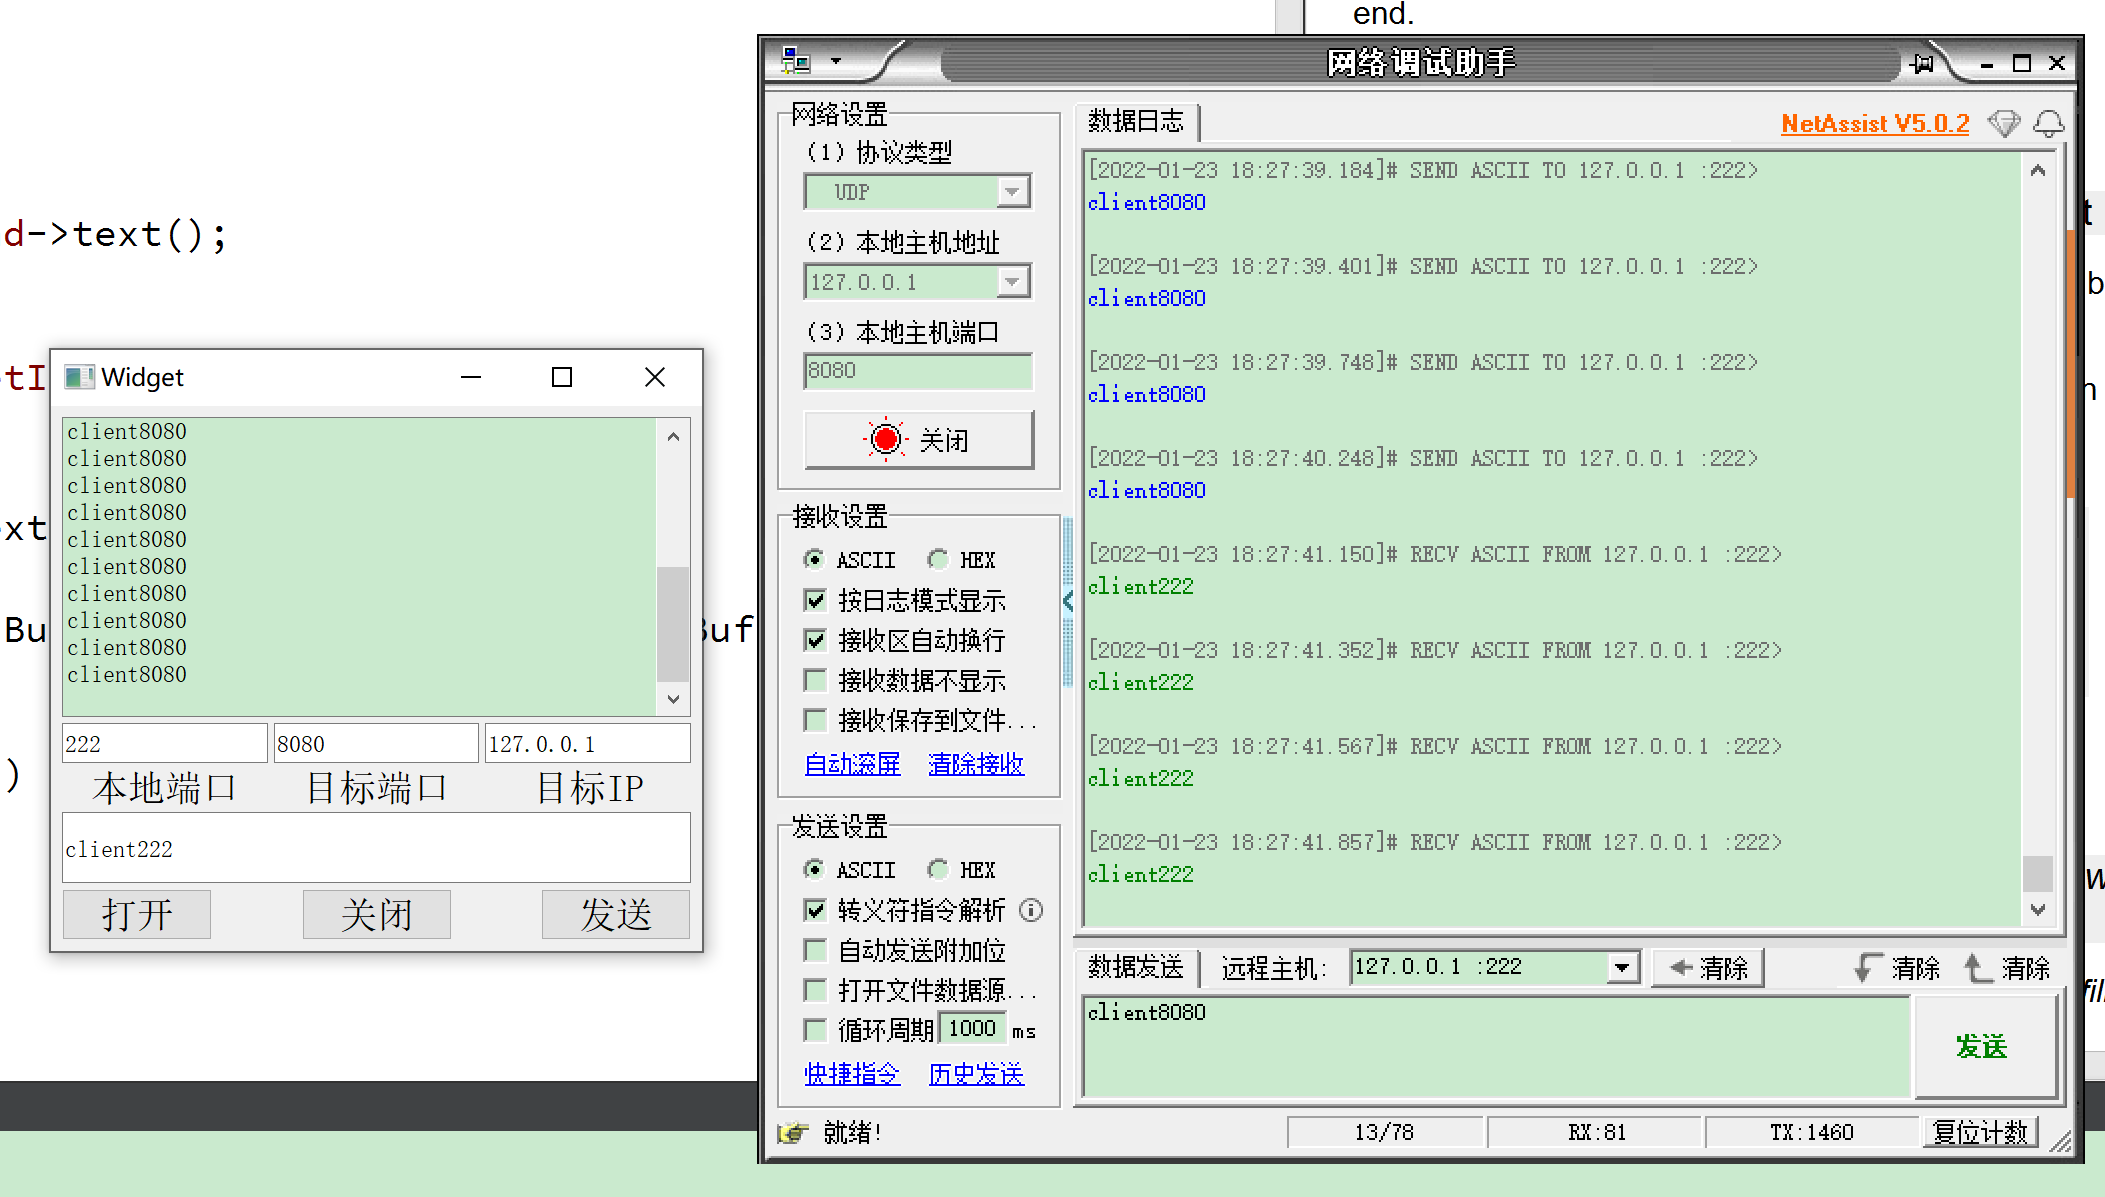 end.
d->text();
tI
ext
Bu
Buf
)
t
b
n
w
fil
Widget
client8080
client8080
client8080
client8080
client8080
client8080
client8080
client8080
client8080
client8080
222
8080
127.0.0.1
本地端口
目标端口
目标IP
client222
打开
关闭
发送
网络调试助手
网络设置
(1) 协议类型
UDP
(2) 本地主机地址
127.0.0.1
(3) 本地主机端口
8080
关闭
接收设置
ASCII HEX
按日志模式显示
接收区自动换行
接收数据不显示
接收保存到文件...
自动滚屏 清除接收
发送设置
ASCII HEX
转义符指令解析
自动发送附加位
打开文件数据源...
循环周期 1000 ms
快捷指令 历史发送
数据日志
NetAssist V5.0.2
[2022-01-23 18:27:39.184]# SEND ASCII TO 127.0.0.1 :222>
client8080
[2022-01-23 18:27:39.401]# SEND ASCII TO 127.0.0.1 :222>
client8080
[2022-01-23 18:27:39.748]# SEND ASCII TO 127.0.0.1 :222>
client8080
[2022-01-23 18:27:40.248]# SEND ASCII TO 127.0.0.1 :222>
client8080
[2022-01-23 18:27:41.150]# RECV ASCII FROM 127.0.0.1 :222>
client222
[2022-01-23 18:27:41.352]# RECV ASCII FROM 127.0.0.1 :222>
client222
[2022-01-23 18:27:41.567]# RECV ASCII FROM 127.0.0.1 :222>
client222
[2022-01-23 18:27:41.857]# RECV ASCII FROM 127.0.0.1 :222>
client222
数据发送
远程主机: 127.0.0.1 :222
清除
清除
清除
client8080
发送
就绪!
13/78
RX:81
TX:1460
复位计数